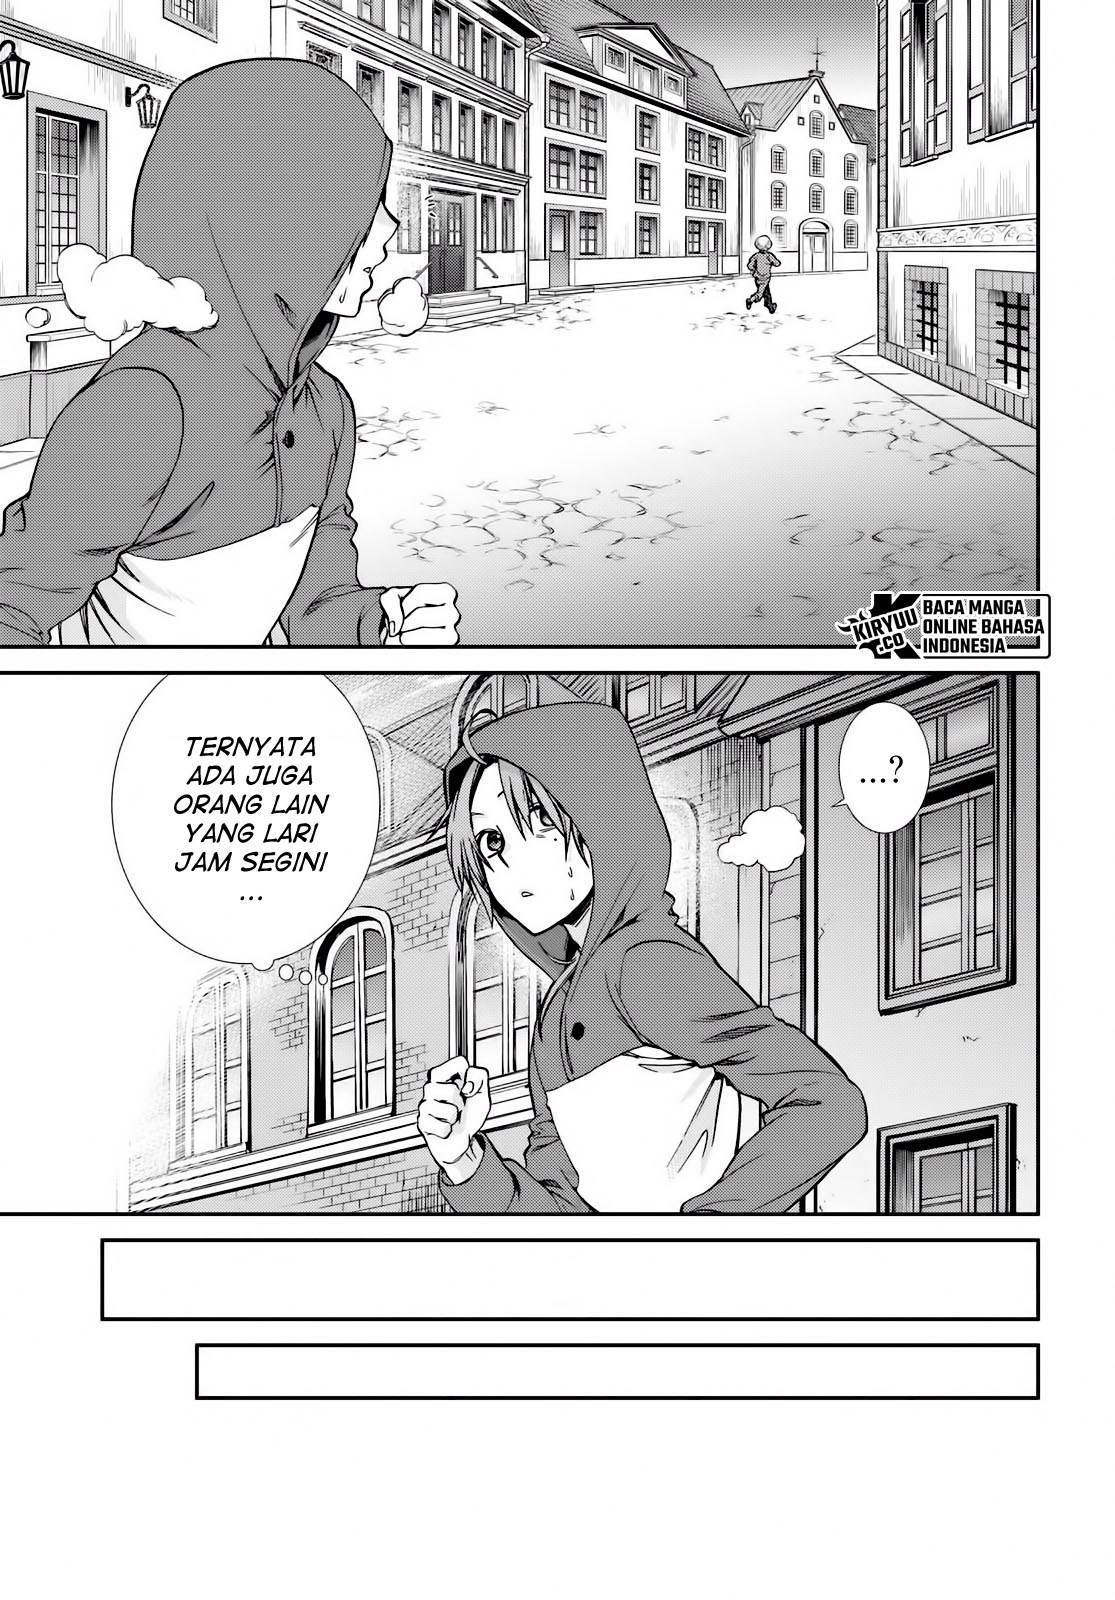 KIRYUU
.CO
BACA MANGA
ONLINE BAHASA
INDONESIA
...?
TERNYATA
ADA JUGA
ORANG LAIN
YANG LARI
JAM SEGINI
...